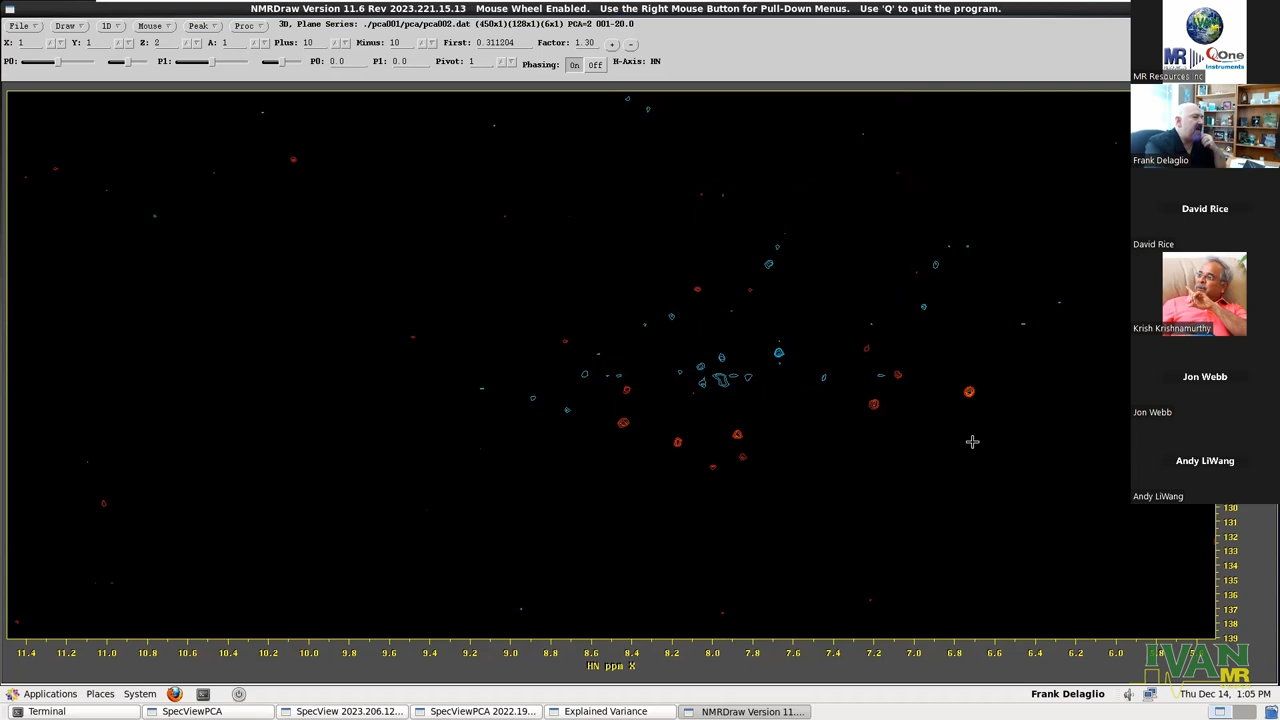 NMRDraw Version 11.6 Rev 2023.221.15.13 Mouse Wheel Enabled. Use the Right Mouse Button for Pull-Down Menus. Use 'Q' to quit the program.
File Draw 1D Mouse Peak Proc 3D, Plane Series: ./pca001/pca/pca002.dat (450x1)(128x1)(6x1) PCA=2 001-20.0
X: 1 Y: 1 Z: 2 A: 1 Plus: 10 Minus: 10 First: 0.311204 Factor: 1.30 + -
P0: P1: P0: 0.0 P1: 0.0 Pivot: 1 Phasing: On Off H-Axis: HN
MR QOne
Instruments
MR Resources Inc
Frank Delaglio
David Rice
David Rice
Krish Krishnamurthy
Jon Webb
Jon Webb
Andy LiWang
Andy LiWang
130
131
132
133
134
135
136
137
138
139
11.4 11.2 11.0 10.8 10.6 10.4 10.2 10.0 9.8 9.6 9.4 9.2 9.0 8.8 8.6 8.4 8.2 8.0 7.8 7.6 7.4 7.2 7.0 6.8 6.6 6.4 6.2 6.0
HN ppm X
IVAN
MR
Applications Places System Frank Delaglio Thu Dec 14, 1:05 PM
Terminal SpecViewPCA SpecView 2023.206.12... SpecViewPCA 2022.19... Explained Variance NMRDraw Version 11....